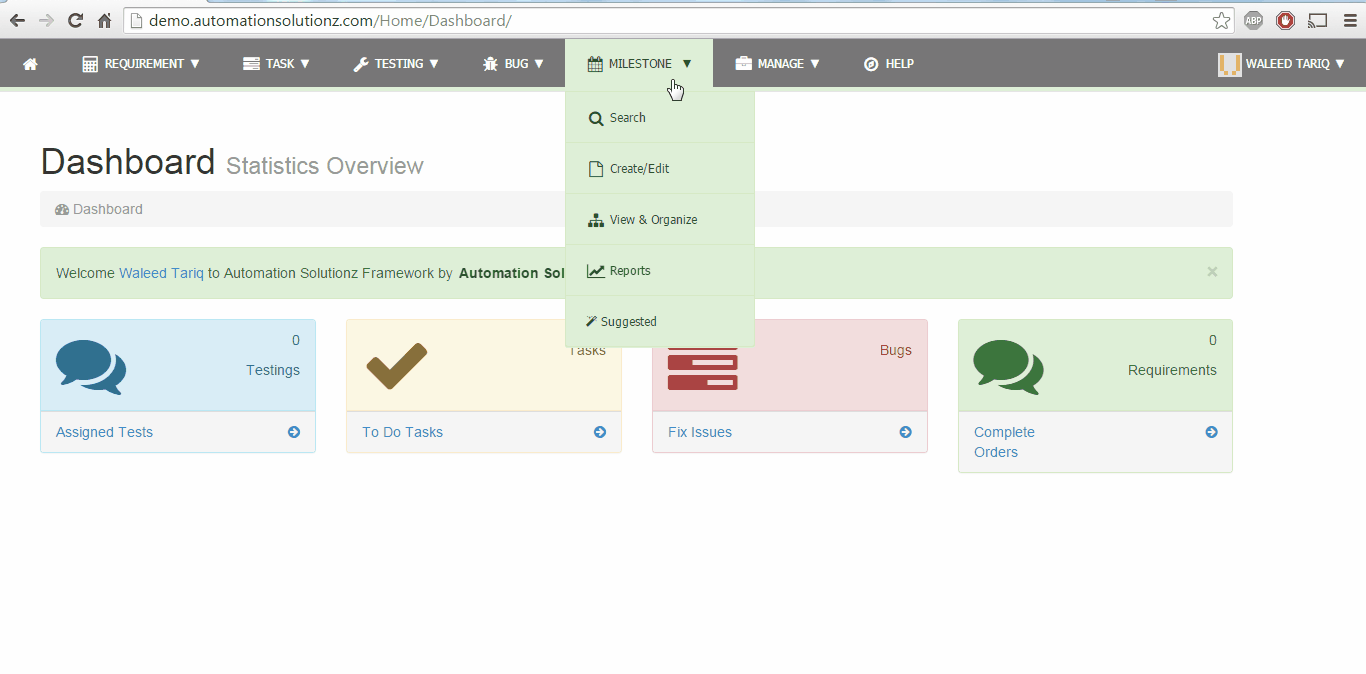 demo.automationsolutionz.com/Home/Dashboard/
ABP
REQUIREMENT ▼
TASK ▼
TESTING ▼
BUG ▼
MILESTONE ▼
MANAGE ▼
HELP
WALEED TARIQ ▼
Search
Create/Edit
View & Organize
Reports
Suggested
Dashboard Statistics Overview
Dashboard
Welcome Waleed Tariq to Automation Solutionz Framework by Automation Sol
×
0
Testings
Assigned Tests
Tasks
To Do Tasks
Bugs
Fix Issues
0
Requirements
Complete
Orders